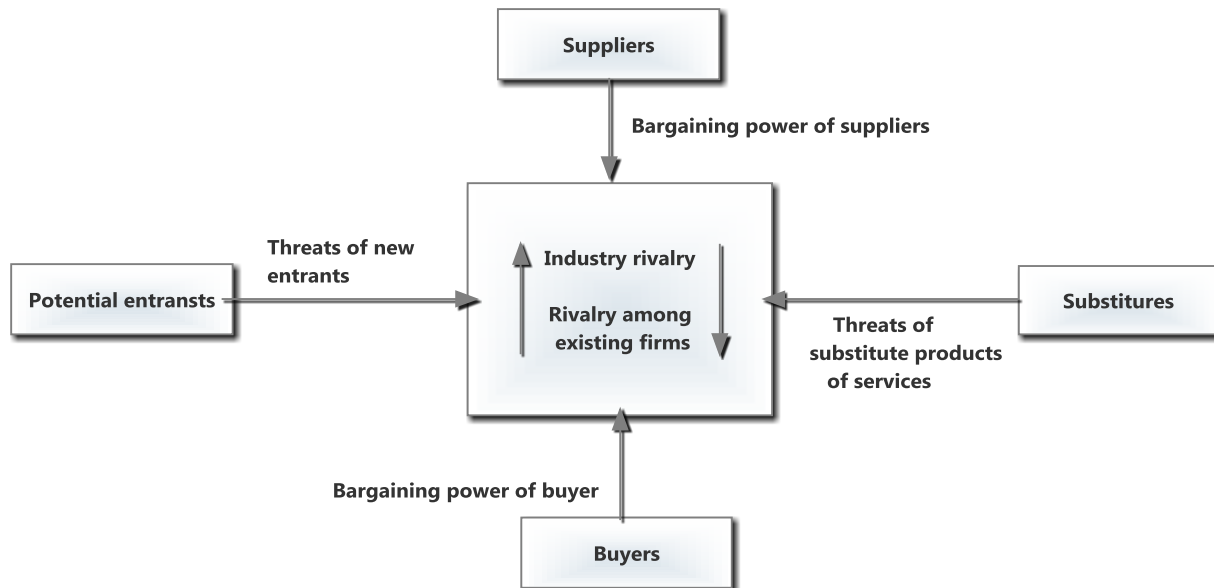 Suppliers
Bargaining power of suppliers
Threats of new
entrants
Potential entransts
Industry rivalry
Rivalry among
existing firms
Substitures
Threats of
substitute products
of services
Bargaining power of buyer
Buyers